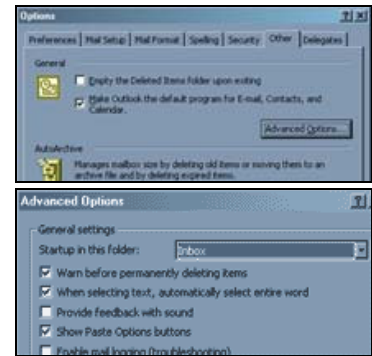 Options
Preferences Mail Setup Mail Format Spelling Security Other Delegates
General
Empty the Deleted Items folder upon exiting
Make Outlook the default program for E-mail, Contacts, and
Calendar.
Advanced Options...
AutoArchive
Manages mailbox size by deleting old items or moving them to an
archive file and by deleting expired items.
Advanced Options
General settings
Startup in this folder: Inbox
Warn before permanently deleting items
When selecting text, automatically select entire word
Provide feedback with sound
Show Paste Options buttons
Enable mail logging (troubleshooting)